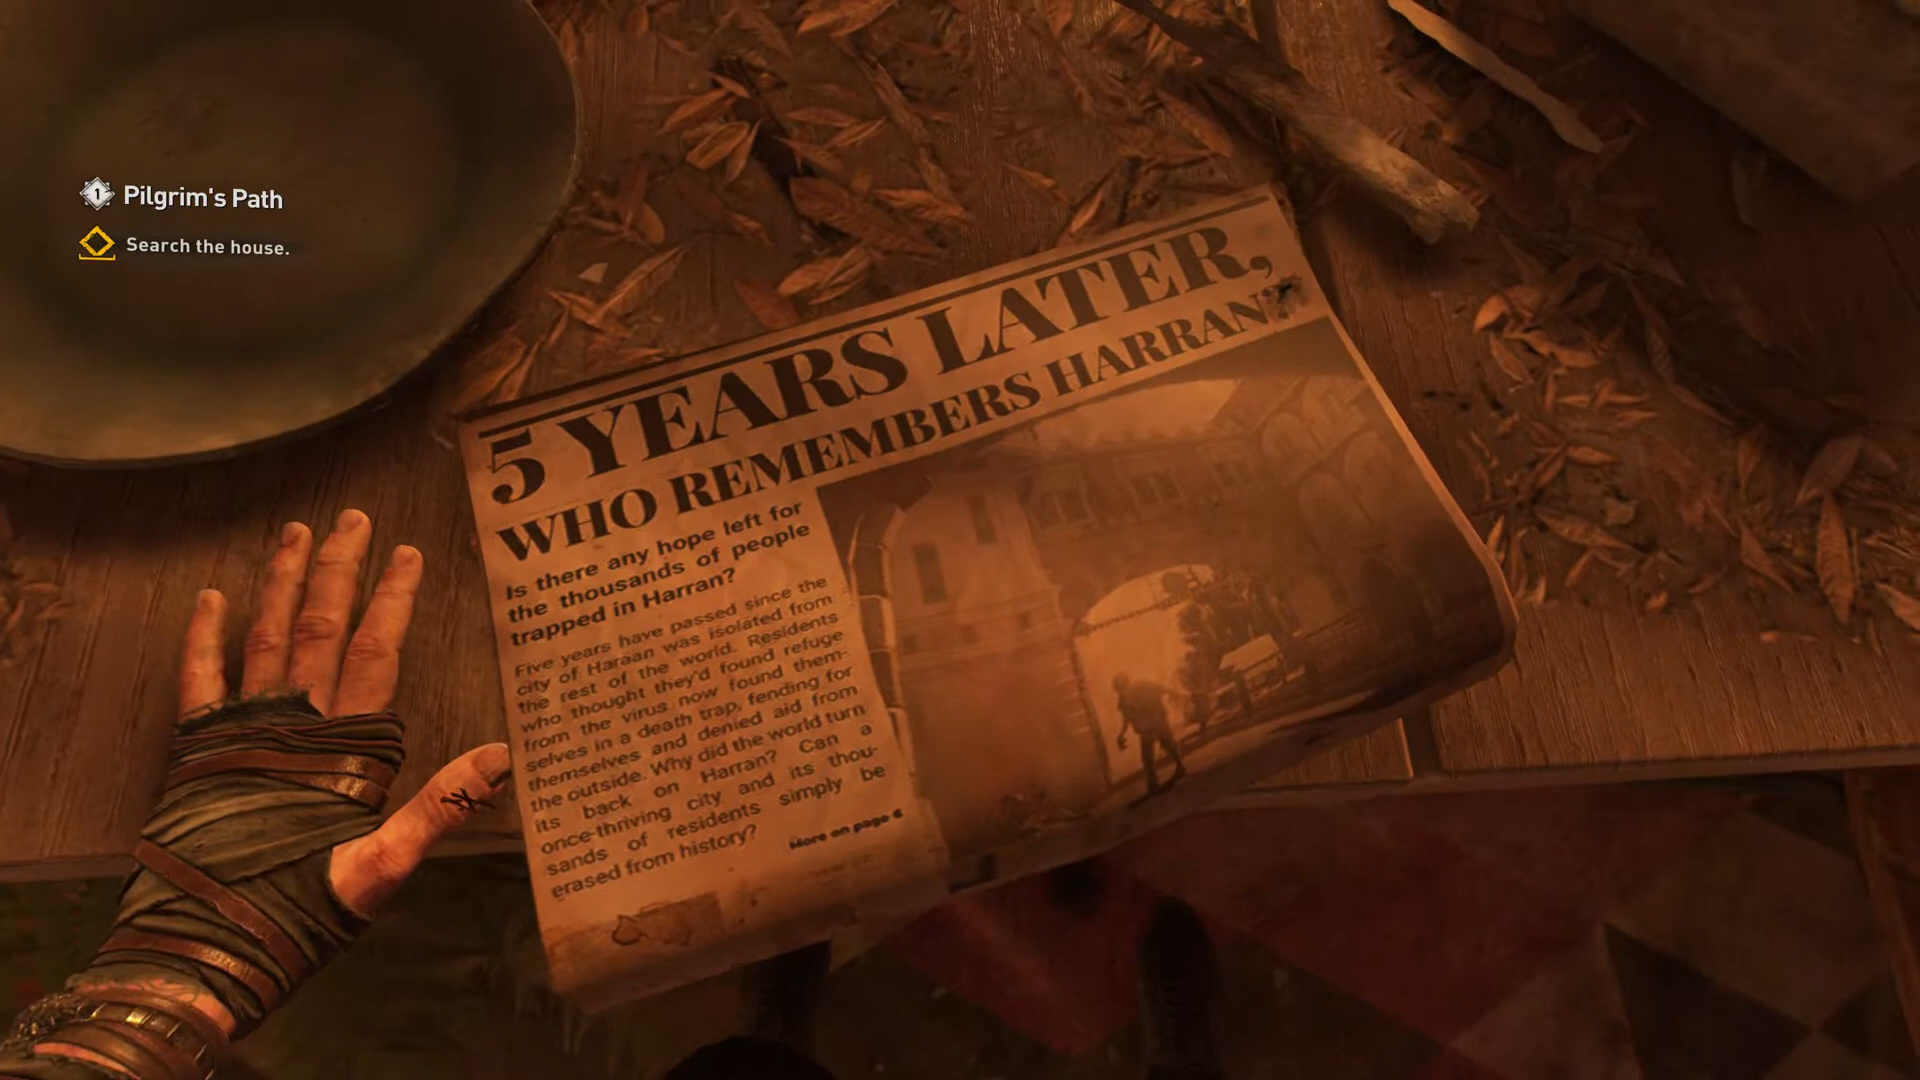 1
Pilgrim's Path
Search the house.
5 YEARS LATER,
WHO REMEMBERS HARRAN?
Is there any hope left for
the thousands of people
trapped in Harran?
Five years have passed since the
city of Haraan was isolated from
the rest of the world. Residents
who thought they'd found refuge
from the virus now found them-
selves in a death trap, fending for
themselves and denied aid from
the outside. Why did the world turn
its back on Harran? Can a
once-thriving city and its thou-
sands of residents simply be
erased from history?
More on page 6